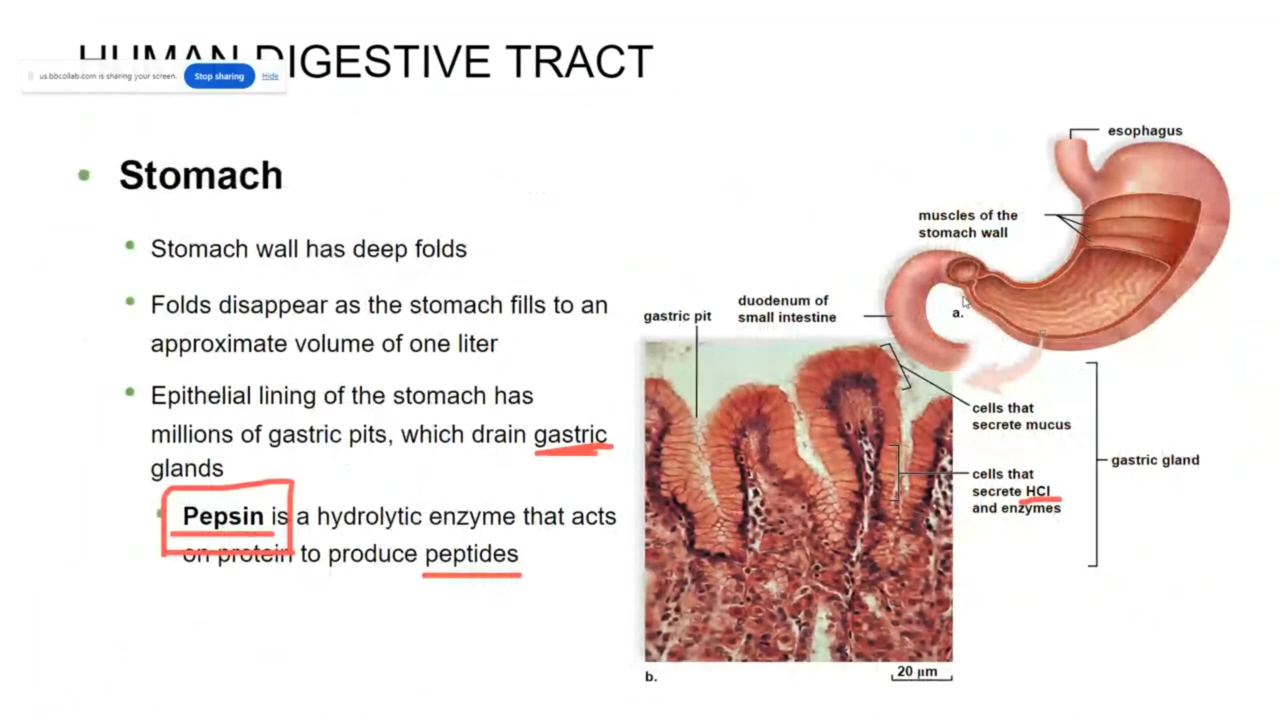 HUMAN DIGESTIVE TRACT
us.bbcollab.com is sharing your screen. Stop sharing Hide
Stomach
Stomach wall has deep folds
Folds disappear as the stomach fills to an
approximate volume of one liter
Epithelial lining of the stomach has
millions of gastric pits, which drain gastric
glands
Pepsin is a hydrolytic enzyme that acts
on protein to produce peptides
esophagus
muscles of the
stomach wall
duodenum of
small intestine
a.
gastric pit
cells that
secrete mucus
cells that
secrete HCl
and enzymes
gastric gland
b.
20 µm